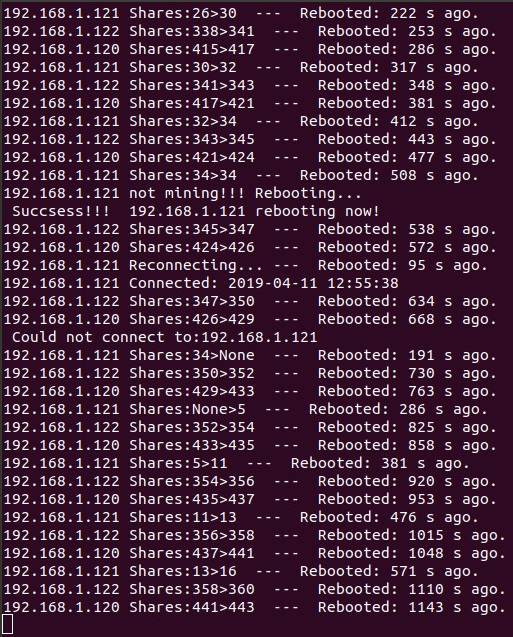 192.168.1.121 Shares:26>30  ---  Rebooted: 222 s ago.
192.168.1.122 Shares:338>341  ---  Rebooted: 253 s ago.
192.168.1.120 Shares:415>417  ---  Rebooted: 286 s ago.
192.168.1.121 Shares:30>32  ---  Rebooted: 317 s ago.
192.168.1.122 Shares:341>343  ---  Rebooted: 348 s ago.
192.168.1.120 Shares:417>421  ---  Rebooted: 381 s ago.
192.168.1.121 Shares:32>34  ---  Rebooted: 412 s ago.
192.168.1.122 Shares:343>345  ---  Rebooted: 443 s ago.
192.168.1.120 Shares:421>424  ---  Rebooted: 477 s ago.
192.168.1.121 Shares:34>34  ---  Rebooted: 508 s ago.
192.168.1.121 not mining!!! Rebooting...
 Succsess!!!  192.168.1.121 rebooting now!
192.168.1.122 Shares:345>347  ---  Rebooted: 538 s ago.
192.168.1.120 Shares:424>426  ---  Rebooted: 572 s ago.
192.168.1.121 Reconnecting... ---  Rebooted: 95 s ago.
192.168.1.121 Connected: 2019-04-11 12:55:38
192.168.1.122 Shares:347>350  ---  Rebooted: 634 s ago.
192.168.1.120 Shares:426>429  ---  Rebooted: 668 s ago.
 Could not connect to:192.168.1.121
192.168.1.121 Shares:34>None  ---  Rebooted: 191 s ago.
192.168.1.122 Shares:350>352  ---  Rebooted: 730 s ago.
192.168.1.120 Shares:429>433  ---  Rebooted: 763 s ago.
192.168.1.121 Shares:None>5  ---  Rebooted: 286 s ago.
192.168.1.122 Shares:352>354  ---  Rebooted: 825 s ago.
192.168.1.120 Shares:433>435  ---  Rebooted: 858 s ago.
192.168.1.121 Shares:5>11  ---  Rebooted: 381 s ago.
192.168.1.122 Shares:354>356  ---  Rebooted: 920 s ago.
192.168.1.120 Shares:435>437  ---  Rebooted: 953 s ago.
192.168.1.121 Shares:11>13  ---  Rebooted: 476 s ago.
192.168.1.122 Shares:356>358  ---  Rebooted: 1015 s ago.
192.168.1.120 Shares:437>441  ---  Rebooted: 1048 s ago.
192.168.1.121 Shares:13>16  ---  Rebooted: 571 s ago.
192.168.1.122 Shares:358>360  ---  Rebooted: 1110 s ago.
192.168.1.120 Shares:441>443  ---  Rebooted: 1143 s ago.